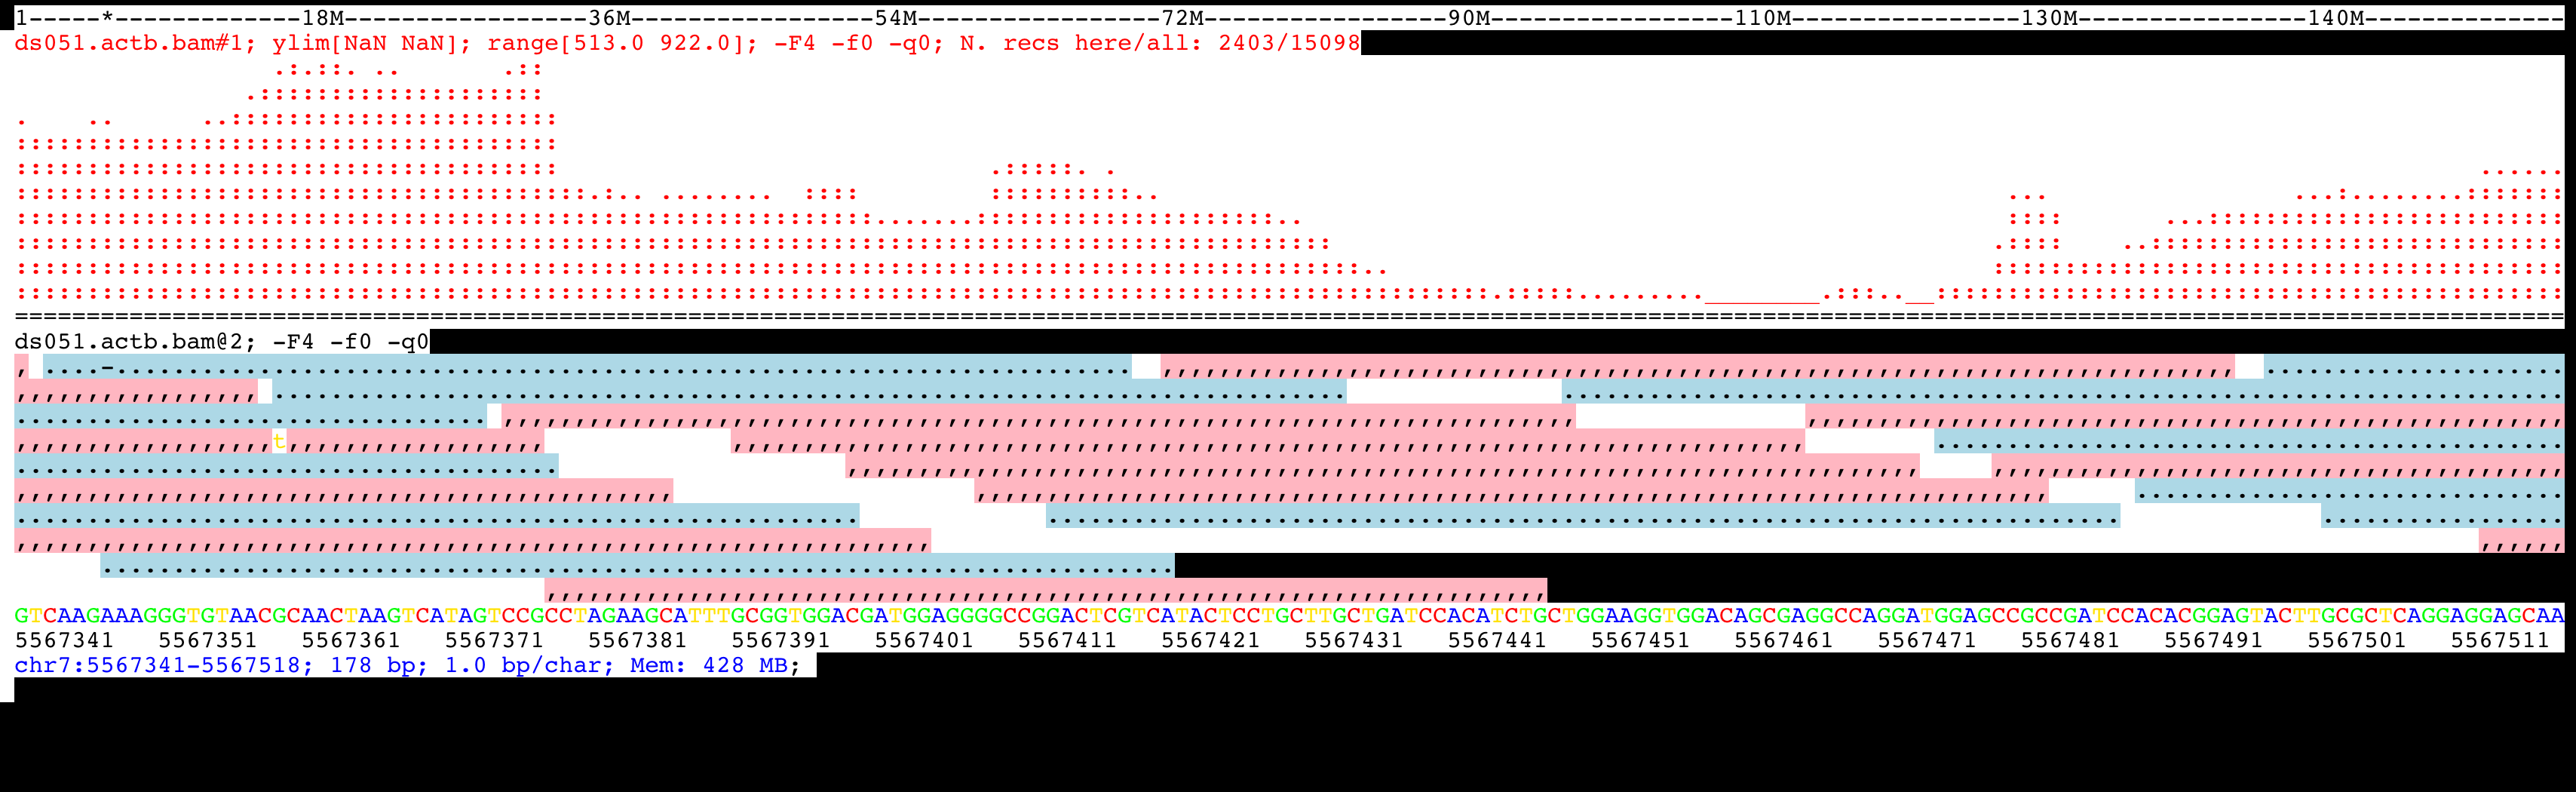 1-----*-------------18M-----------------36M-----------------54M-----------------72M-----------------90M-----------------110M----------------130M----------------140M--------------
ds051.actb.bam#1; ylim[NaN NaN]; range[513.0 922.0]; -F4 -f0 -q0; N. recs here/all: 2403/15098
ds051.actb.bam@2; -F4 -f0 -q0
t
GTCAAGAAAGGGTGTAACGCAACTAAGTCATAGTCCGCCTAGAAGCATTTGCGGTGGACGATGGAGGGGCCGGACTCGTCATACTCCTGCTTGCTGATCCACATCTGCTGGAAGGTGGACAGCGAGGCCAGGATGGAGCCGCCGATCCACACGGAGTACTTGCGCTCAGGAGGAGCAA
5567341 5567351 5567361 5567371 5567381 5567391 5567401 5567411 5567421 5567431 5567441 5567451 5567461 5567471 5567481 5567491 5567501 5567511
chr7:5567341-5567518; 178 bp; 1.0 bp/char; Mem: 428 MB;